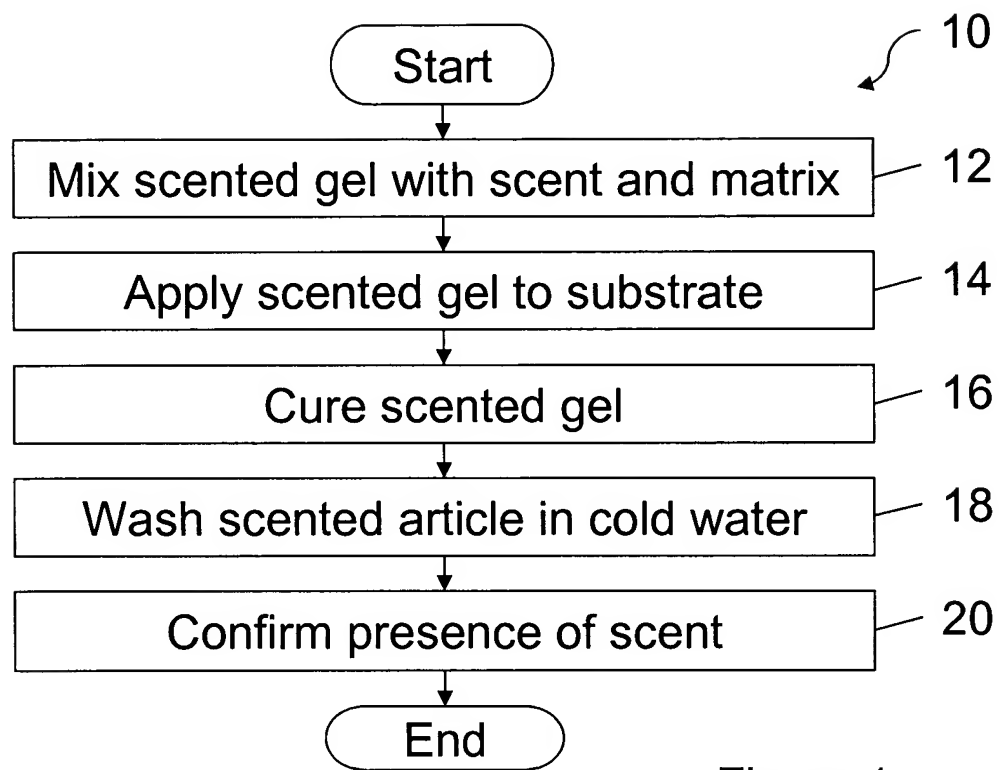 10
Start
Mix scented gel with scent and matrix 12
Apply scented gel to substrate 14
Cure scented gel 16
Wash scented article in cold water 18
Confirm presence of scent 20
End